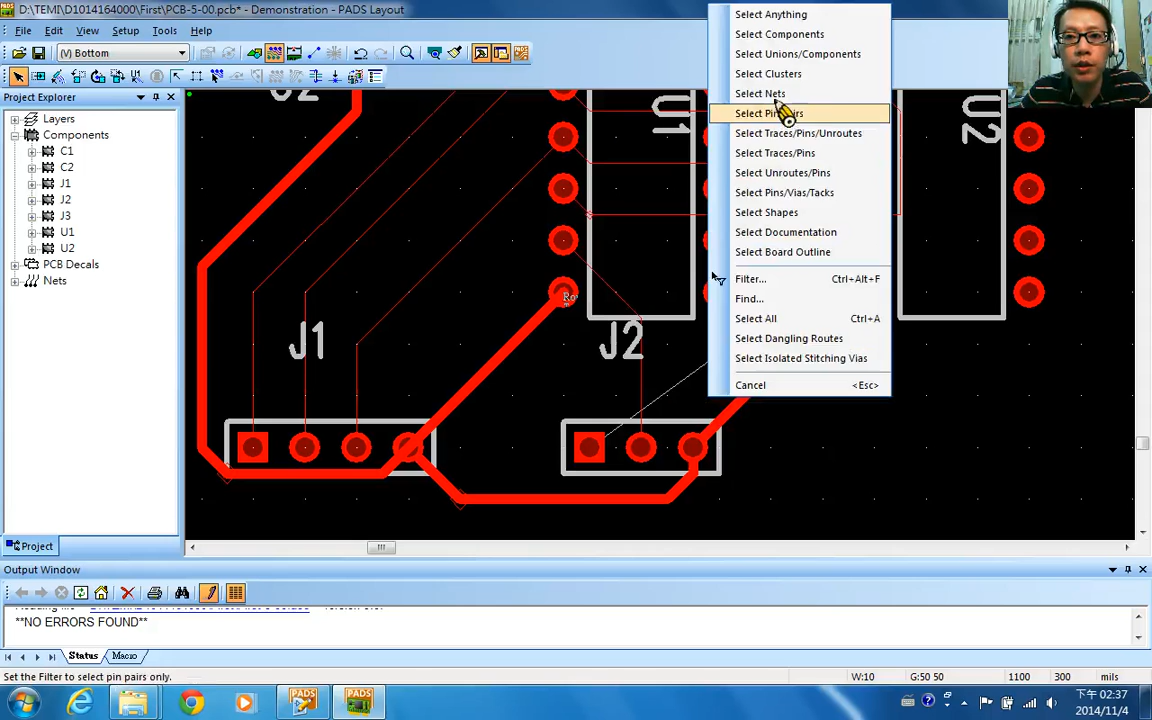 D:\TEMI\D1014164000\First\PCB-5-00.pcb* - Demonstration - PADS Layout
File Edit View Setup Tools Help
(V) Bottom
Project Explorer
Layers
Components
C1
C2
J1
J2
J3
U1
U2
PCB Decals
Nets
Project
U1
U2
J1
J2
Select Anything
Select Components
Select Unions/Components
Select Clusters
Select Nets
Select Traces/Pins/Unroutes
Select Traces/Pins
Select Unroutes/Pins
Select Pins/Vias/Tacks
Select Shapes
Select Documentation
Select Board Outline
Filter... Ctrl+Alt+F
Find...
Select All Ctrl+A
Select Dangling Routes
Select Isolated Stitching Vias
Cancel <Esc>
Output Window
**NO ERRORS FOUND**
Status Macro
Set the Filter to select pin pairs only.
W:10 G:50 50 1100 300 mils
PADS
下午 02:37
2014/11/4